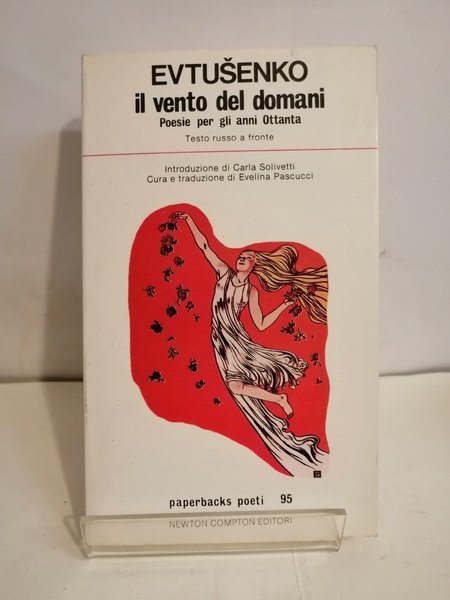 EVTUŠENKO
il vento del domani
Poesie per gli anni Ottanta
Testo russo a fronte
Introduzione di Carla Solivetti
Cura e traduzione di Evelina Pascucci
paperbacks poeti 95
NEWTON COMPTON EDITORI